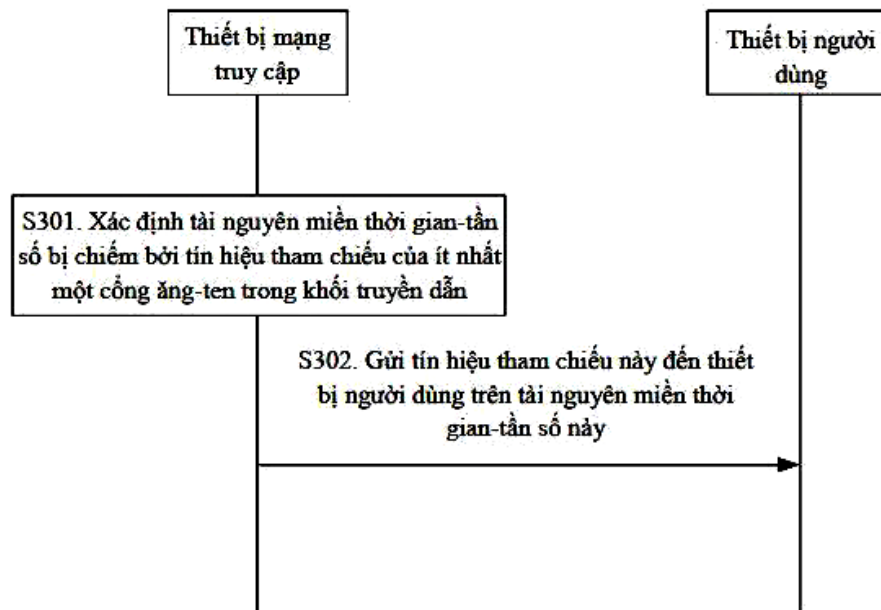 Thiết bị mạng
truy cập
Thiết bị người
dùng
S301. Xác định tài nguyên miền thời gian-tần
số bị chiếm bởi tín hiệu tham chiếu của ít nhất
một cổng ăng-ten trong khối truyền dẫn
S302. Gửi tín hiệu tham chiếu này đến thiết
bị người dùng trên tài nguyên miền thời
gian-tần số này